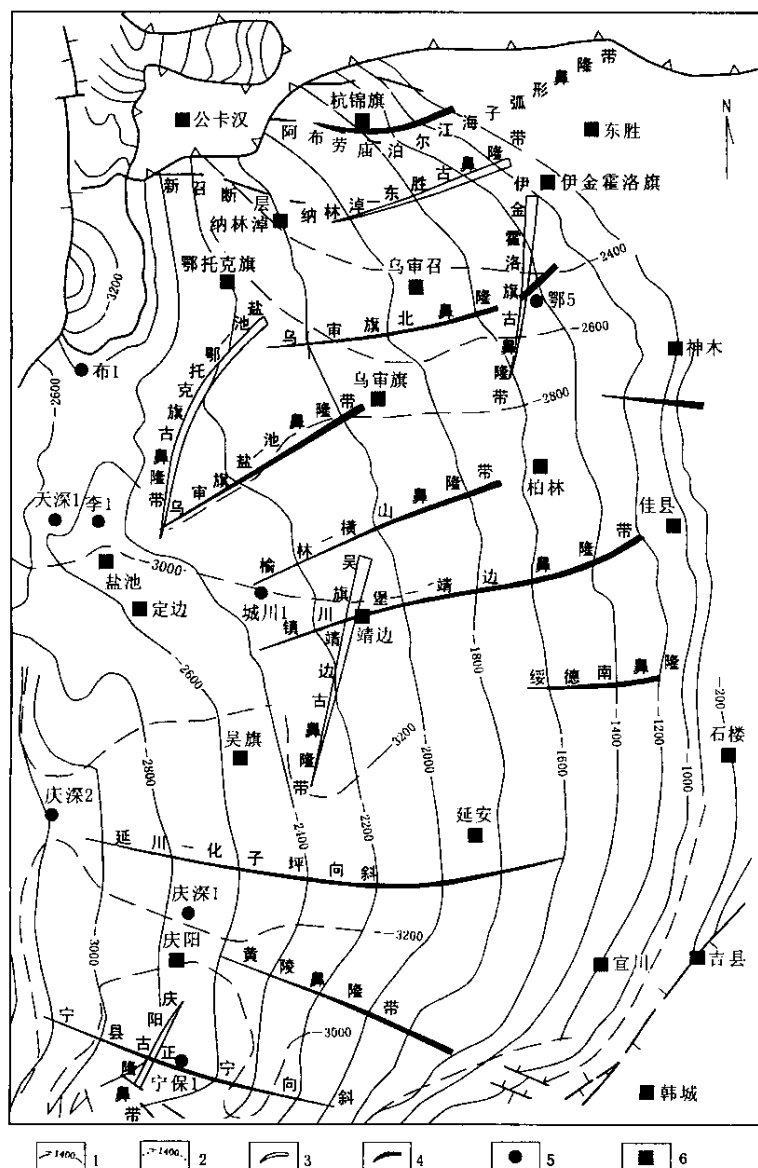 公卡汉
杭锦旗
阿布劳庙—泊尔江海子弧形鼻隆带
N
东胜
新召断层
纳林淖—东胜古鼻隆带
伊金霍洛旗
纳林淖
伊金霍洛旗古鼻隆带
鄂托克旗
乌审召
-2400
-3200
鄂5
乌审旗北鼻隆
-2600
盐池鄂托克旗古鼻隆带
神木
布1
-2600
乌审旗
-2800
乌审旗盐池鼻隆带
柏林
榆林—横山鼻隆带
天深1
李1
佳县
盐池
-3000
吴旗靖边古鼻隆带
定边
城川1
镇川堡靖边鼻隆带
靖边
-2600
-1800
绥德南鼻隆
-200
吴旗
石楼
-3200
-2000
-1400
-1200
-1000
-2800
-1600
庆深2
-2400
-2200
延安
延川—化子坪向斜
庆深1
-3200
-3000
庆阳
黄陵鼻隆带
宜川
古县
庆阳古鼻隆带
-3000
宁县正宁向斜
宁保1
韩城
-1400 1
-1400 2
3
4
5
6